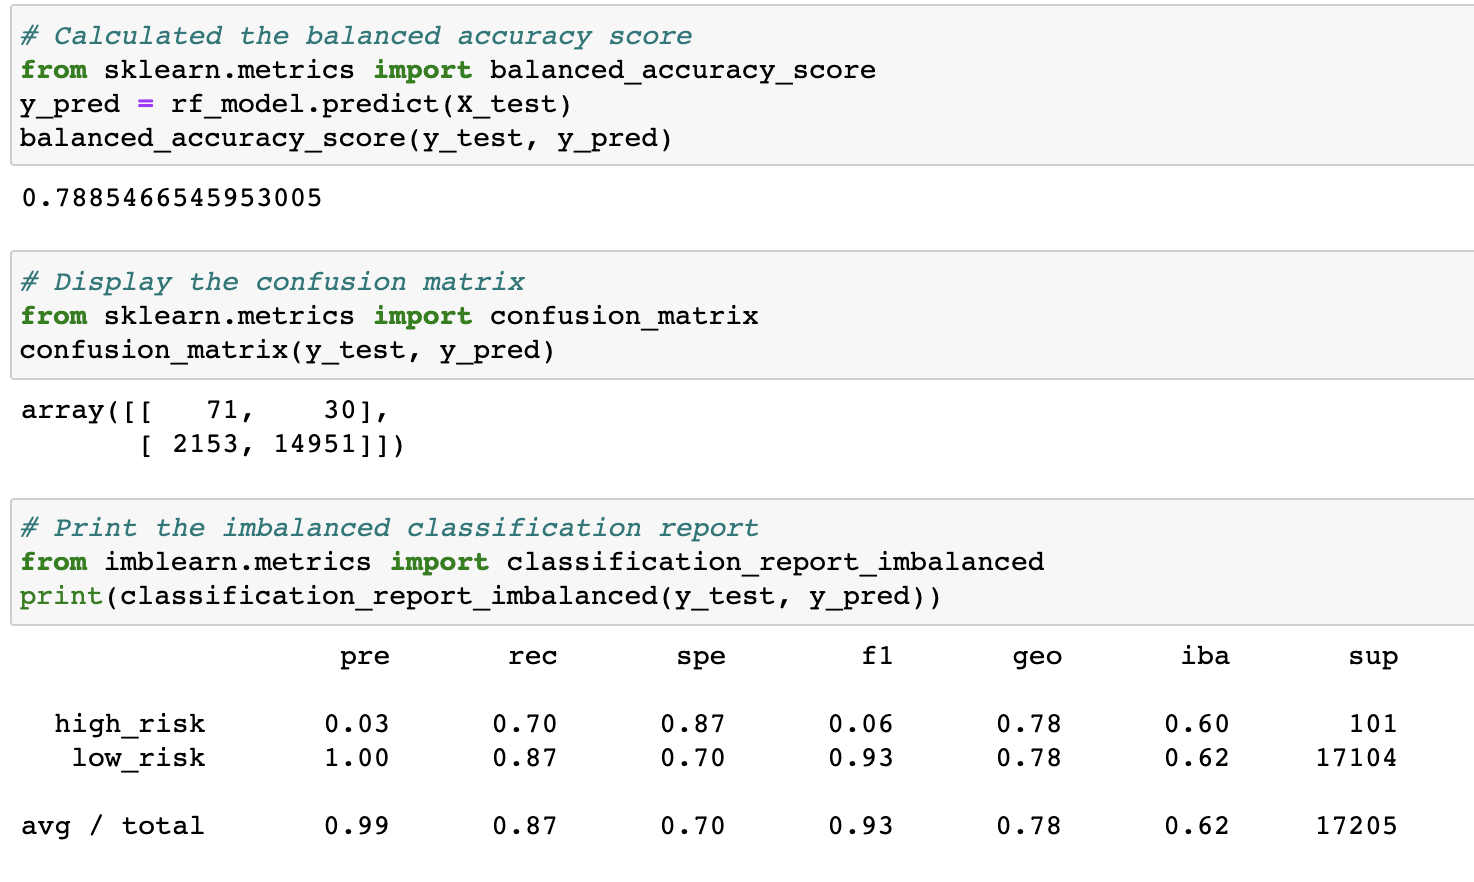 # Calculated the balanced accuracy score
from sklearn.metrics import balanced_accuracy_score
y_pred = rf_model.predict(X_test)
balanced_accuracy_score(y_test, y_pred)
0.7885466545953005
# Display the confusion matrix
from sklearn.metrics import confusion_matrix
confusion_matrix(y_test, y_pred)
array([[   71,    30],
       [ 2153, 14951]])
# Print the imbalanced classification report
from imblearn.metrics import classification_report_imbalanced
print(classification_report_imbalanced(y_test, y_pred))
                   pre       rec       spe        f1       geo       iba       sup
  high_risk       0.03      0.70      0.87      0.06      0.78      0.60       101
   low_risk       1.00      0.87      0.70      0.93      0.78      0.62     17104
avg / total       0.99      0.87      0.70      0.93      0.78      0.62     17205